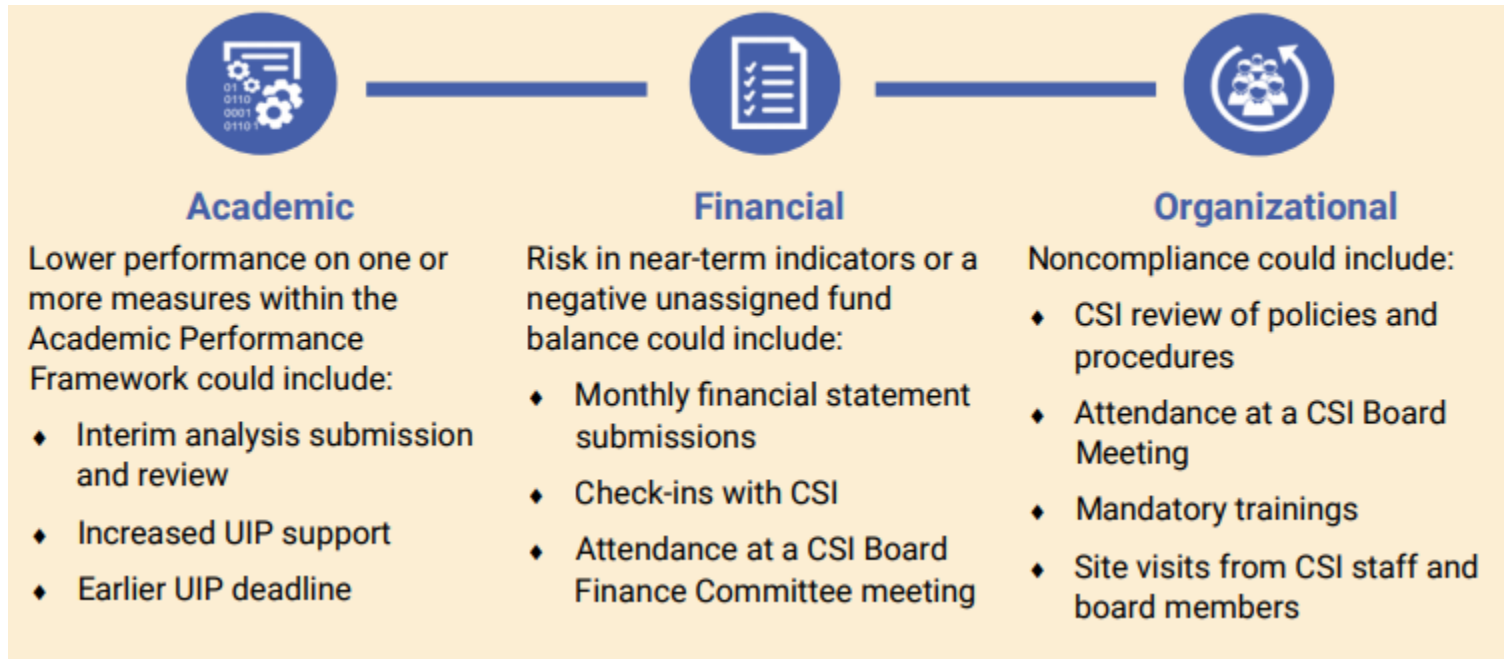 01
0110
0001
01101
Academic
Lower performance on one or
more measures within the
Academic Performance
Framework could include:
♦ Interim analysis submission
and review
♦ Increased UIP support
♦ Earlier UIP deadline
Financial
Risk in near-term indicators or a
negative unassigned fund
balance could include:
♦ Monthly financial statement
submissions
♦ Check-ins with CSI
♦ Attendance at a CSI Board
Finance Committee meeting
Organizational
Noncompliance could include:
♦ CSI review of policies and
procedures
♦ Attendance at a CSI Board
Meeting
♦ Mandatory trainings
♦ Site visits from CSI staff and
board members